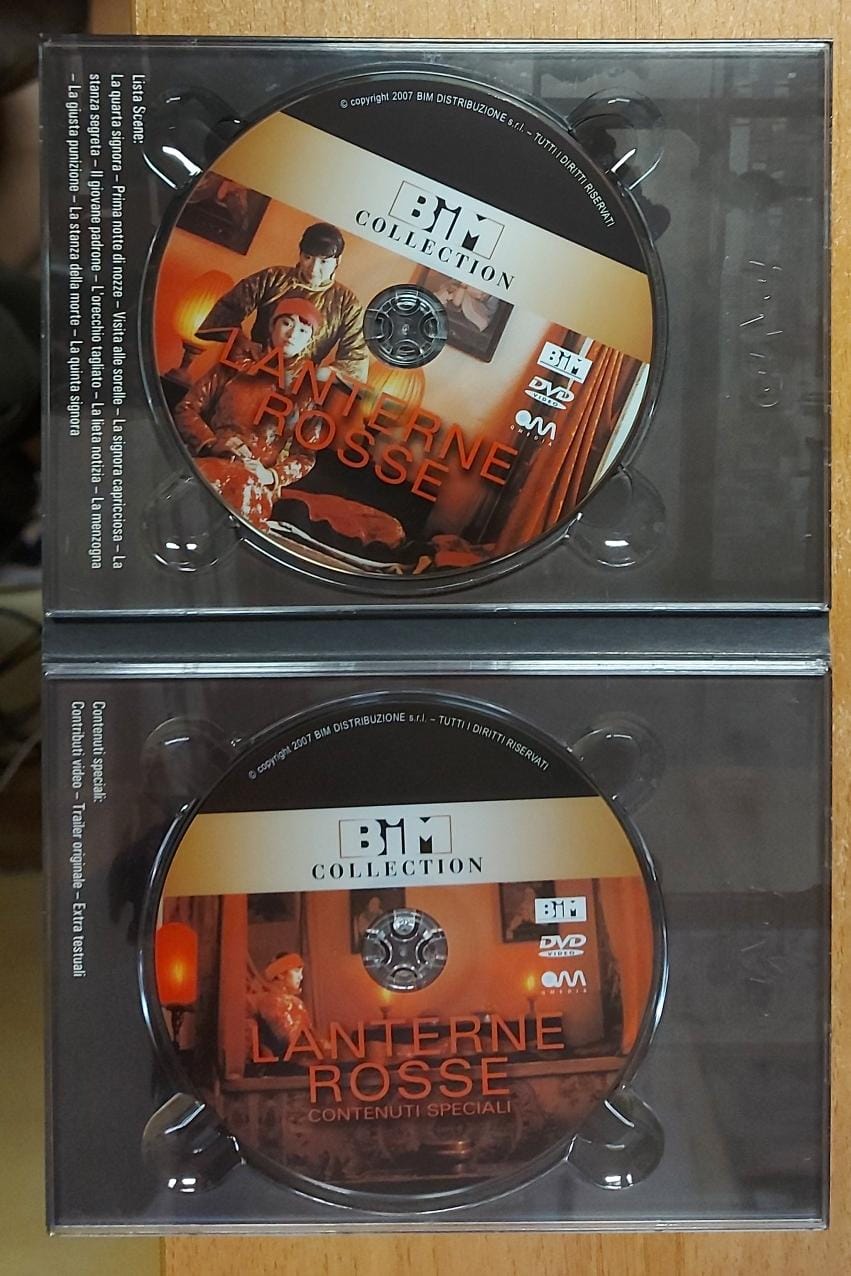 Lista Scene:
La quarta signora – Prima notte di nozze – Visita alle sorelle – La signora capricciosa – La
stanza segreta – Il giovane padrone – L'orecchio tagliato – La lieta notizia – La menzogna
– La giusta punizione – La stanza della morte – La quinta signora
© copyright 2007 BIM DISTRIBUZIONE s.r.l. – TUTTI I DIRITTI RISERVATI
BiM
COLLECTION
BiM
DVD
VIDEO
QMEDIA
LANTERNE
ROSSE
Contenuti speciali:
Contributi video – Trailer originale – Extra testuali
© copyright 2007 BIM DISTRIBUZIONE s.r.l. – TUTTI I DIRITTI RISERVATI
BiM
COLLECTION
BiM
DVD
VIDEO
QMEDIA
LANTERNE
ROSSE
CONTENUTI SPECIALI